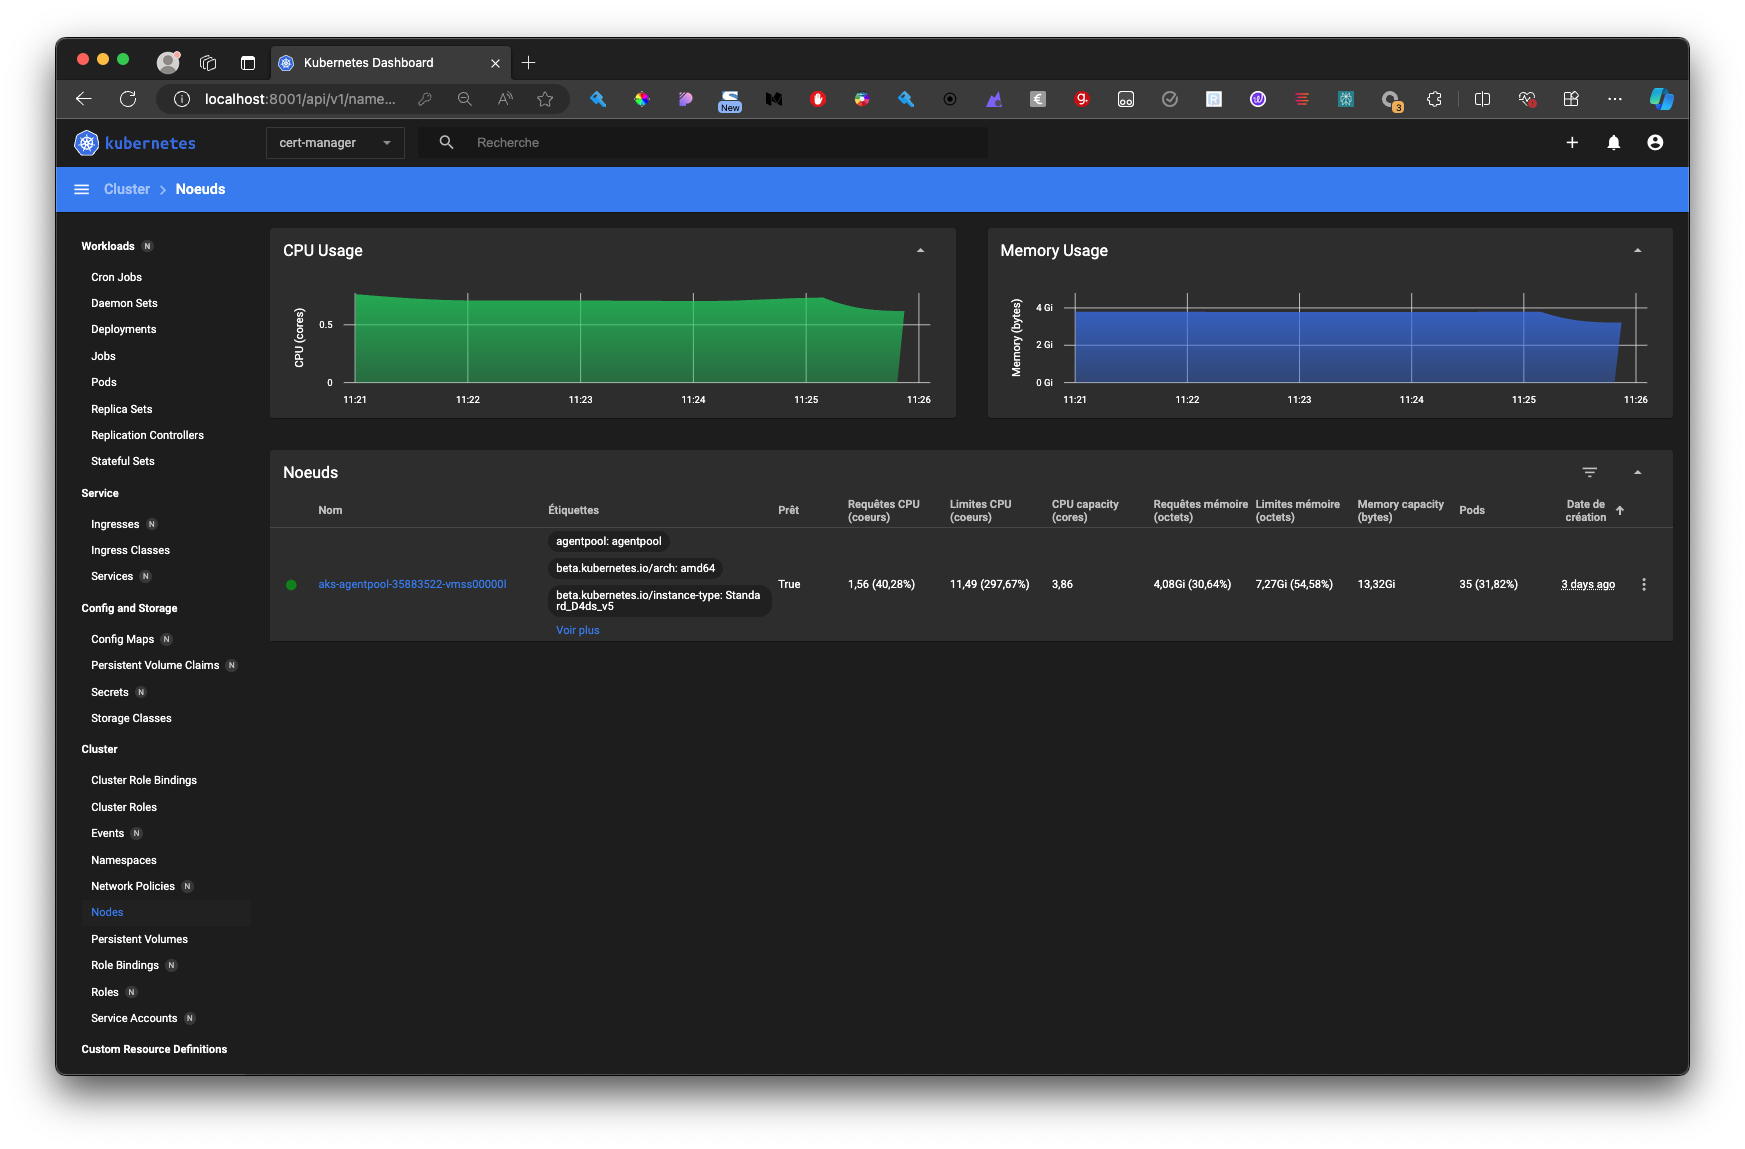 Kubernetes Dashboard
localhost:8001/api/v1/name...
New
3
kubernetes
cert-manager
Recherche
Cluster > Noeuds
Workloads N
Cron Jobs
Daemon Sets
Deployments
Jobs
Pods
Replica Sets
Replication Controllers
Stateful Sets
Service
Ingresses N
Ingress Classes
Services N
Config and Storage
Config Maps N
Persistent Volume Claims N
Secrets N
Storage Classes
Cluster
Cluster Role Bindings
Cluster Roles
Events N
Namespaces
Network Policies N
Nodes
Persistent Volumes
Role Bindings N
Roles N
Service Accounts N
Custom Resource Definitions
CPU Usage
CPU (cores)
0.5
0
11:21 11:22 11:23 11:24 11:25 11:26
Memory Usage
Memory (bytes)
4 Gi
2 Gi
0 Gi
11:21 11:22 11:23 11:24 11:25 11:26
Noeuds
Nom
Étiquettes
Prêt
Requêtes CPU
(coeurs)
Limites CPU
(coeurs)
CPU capacity
(cores)
Requêtes mémoire
(octets)
Limites mémoire
(octets)
Memory capacity
(bytes)
Pods
Date de
création
aks-agentpool-35883522-vmss00000l
agentpool: agentpool
beta.kubernetes.io/arch: amd64
beta.kubernetes.io/instance-type: Standa
rd_D4ds_v5
Voir plus
True
1,56 (40,28%)
11,49 (297,67%)
3,86
4,08Gi (30,64%)
7,27Gi (54,58%)
13,32Gi
35 (31,82%)
3 days ago